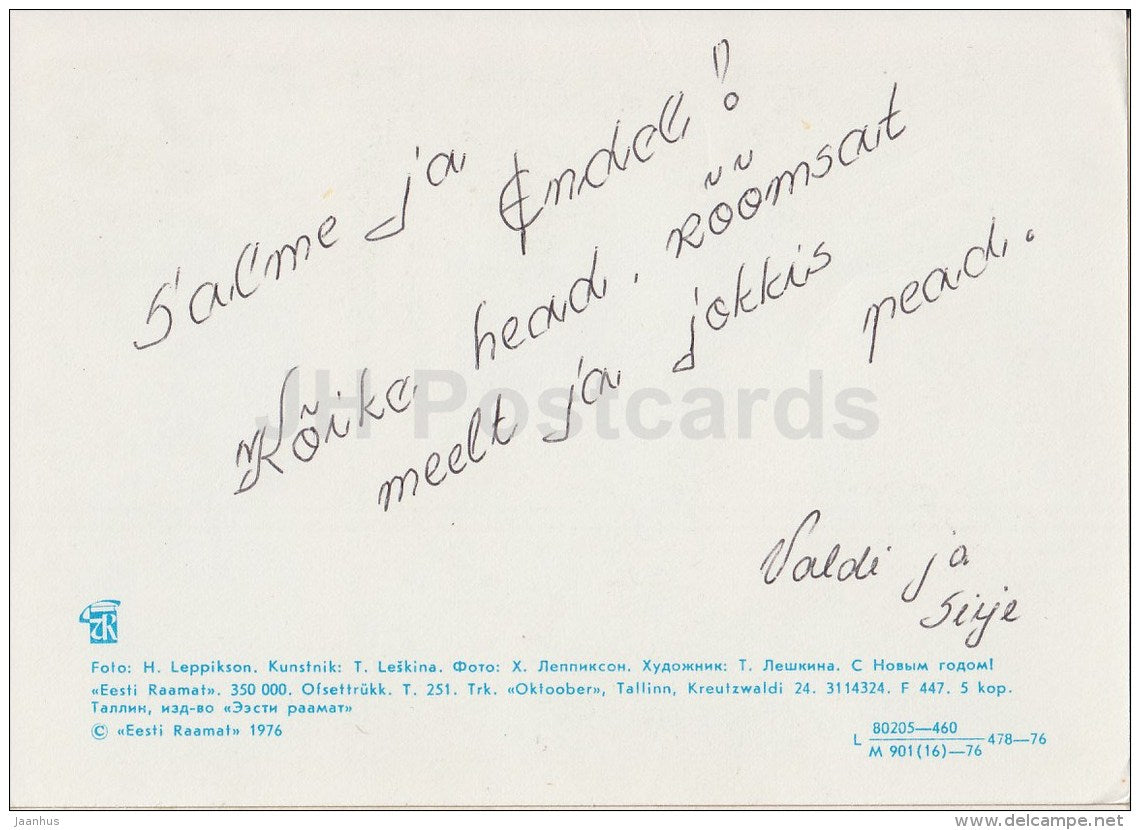 Salme ja Endel!
Kõike head. rõõmsat
meelt ja jokkis pead.
Valdi ja
Sirje
JH Postcards
ER
Foto: H. Leppikson. Kunstnik: T. Leškina. Фото: Х. Леппиксон. Художник: Т. Лешкина. С Новым годом!
«Eesti Raamat». 350 000. Ofsettrükk. T. 251. Trk. «Oktoober», Tallinn, Kreutzwaldi 24. 3114324. F 447. 5 kop.
Таллин, изд-во «Ээсти раамат»
© «Eesti Raamat» 1976
L 80205—460 478—76
M 901(16)—76
Jaanhus
www.delcampe.net